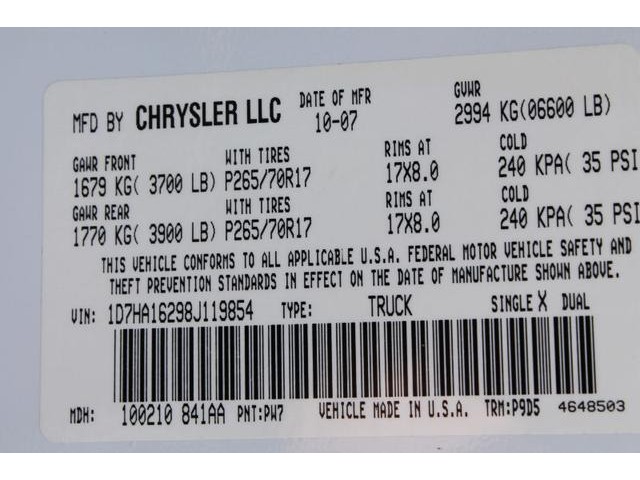 MFD BY CHRYSLER LLC DATE OF MFR GVWR
10-07 2994 KG(06600 LB)
GAWR FRONT WITH TIRES RIMS AT COLD
1679 KG( 3700 LB) P265/70R17 17X8.0 240 KPA( 35 PSI
GAWR REAR WITH TIRES RIMS AT COLD
1770 KG( 3900 LB) P265/70R17 17X8.0 240 KPA( 35 PSI
THIS VEHICLE CONFORMS TO ALL APPLICABLE U.S.A. FEDERAL MOTOR VEHICLE SAFETY AND
THEFT PREVENTION STANDARDS IN EFFECT ON THE DATE OF MANUFACTURE SHOWN ABOVE.
VIN: 1D7HA16298J119854 TYPE: TRUCK SINGLE X DUAL
MDH: 100210 841AA PNT:PW7 VEHICLE MADE IN U.S.A. TRM:P9D5 4648503